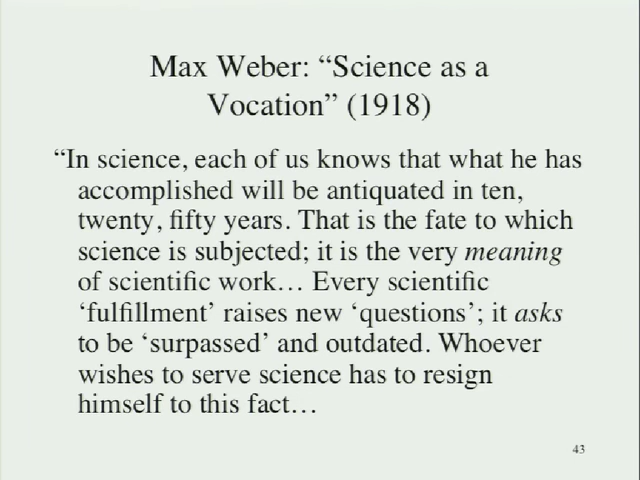 Max Weber: “Science as a
Vocation” (1918)
“In science, each of us knows that what he has
accomplished will be antiquated in ten,
twenty, fifty years. That is the fate to which
science is subjected; it is the very meaning
of scientific work… Every scientific
‘fulfillment’ raises new ‘questions’; it asks
to be ‘surpassed’ and outdated. Whoever
wishes to serve science has to resign
himself to this fact…
43